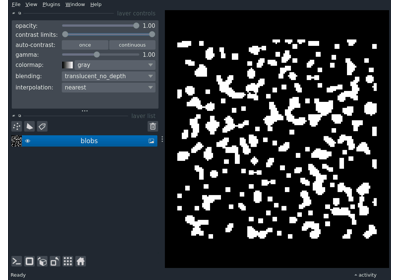 File View Plugins Window Help
layer controls
opacity: 1.00
contrast limits:
auto-contrast: once continuous
gamma: 1.00
colormap: gray
blending: translucent_no_depth
interpolation: nearest
layer list
blobs
Ready activity